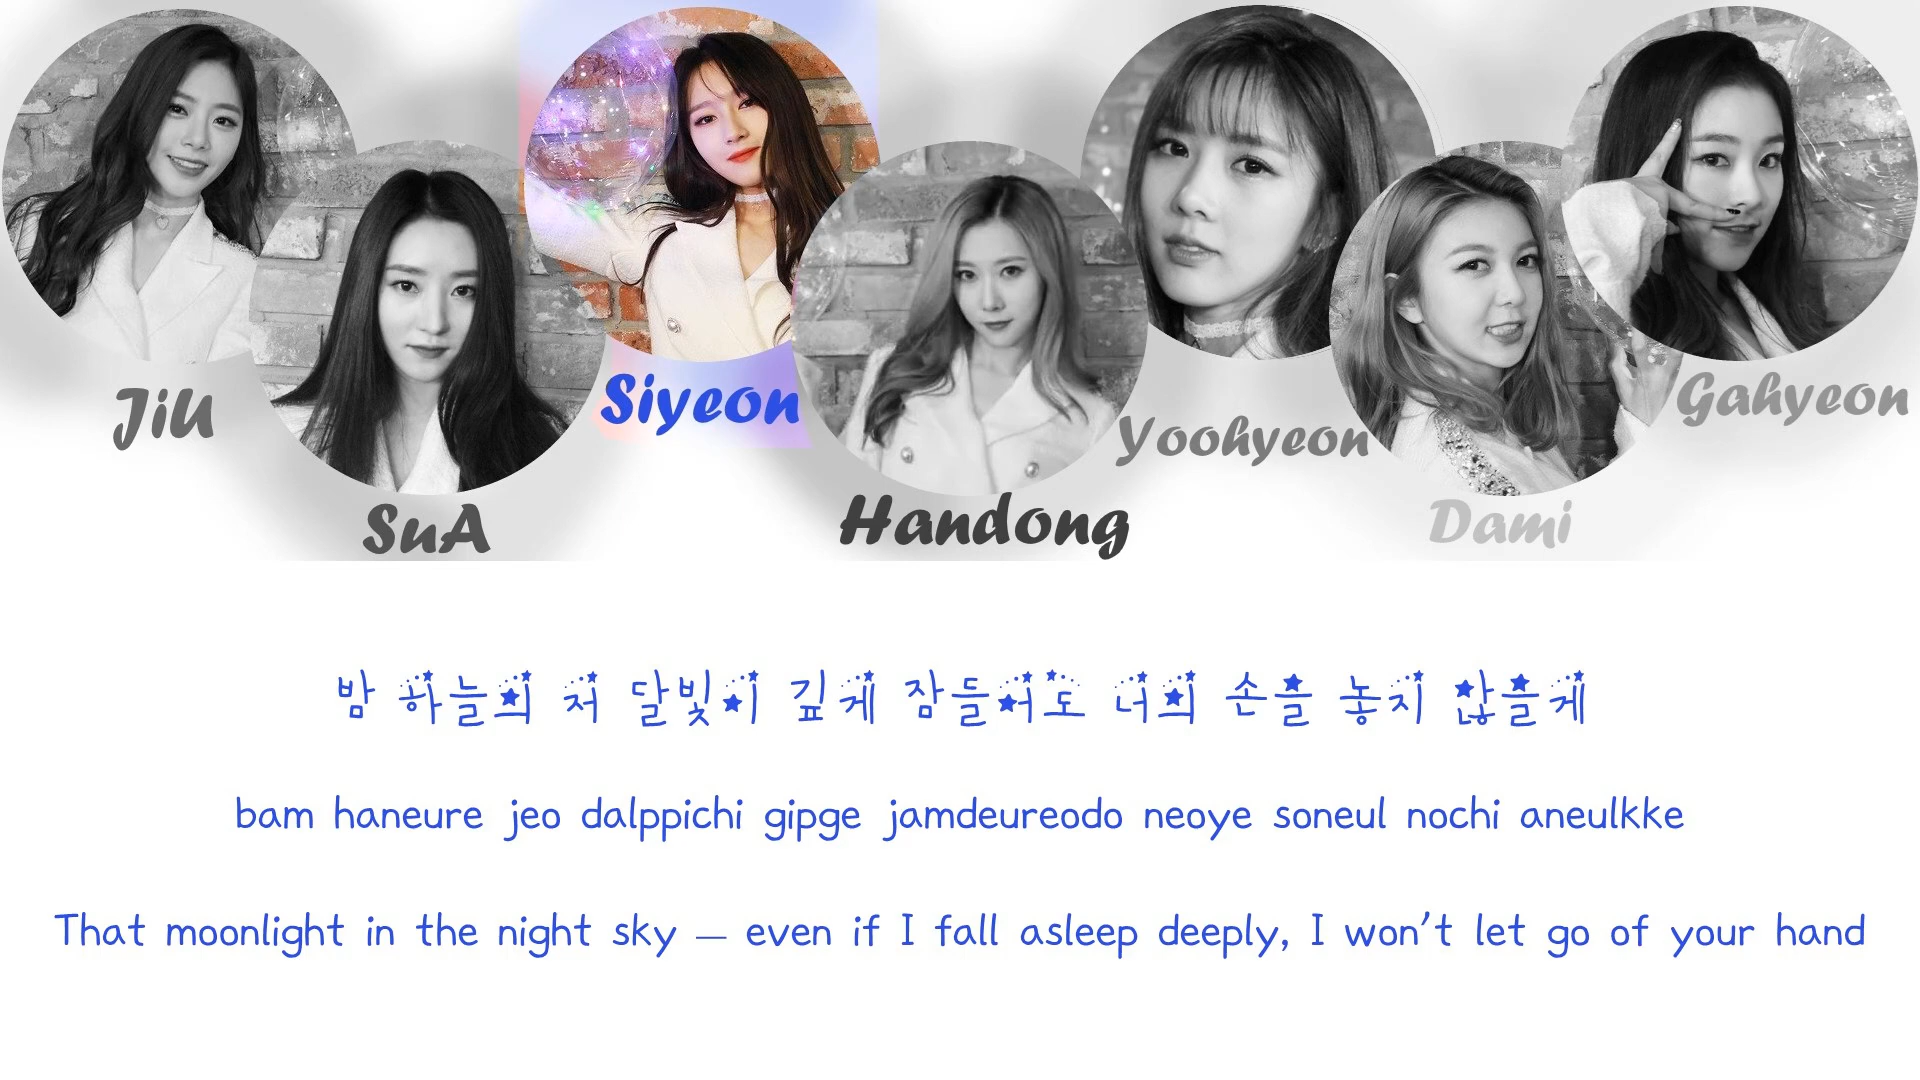 JiU
SuA
Siyeon
Handong
Yoohyeon
Dami
Gahyeon
밤 하늘의 저 달빛이 깊게 잠들어도 너의 손을 놓지 않을게
bam haneure jeo dalppichi gipge jamdeureodo neoye soneul nochi aneulkke
That moonlight in the night sky — even if I fall asleep deeply, I won't let go of your hand